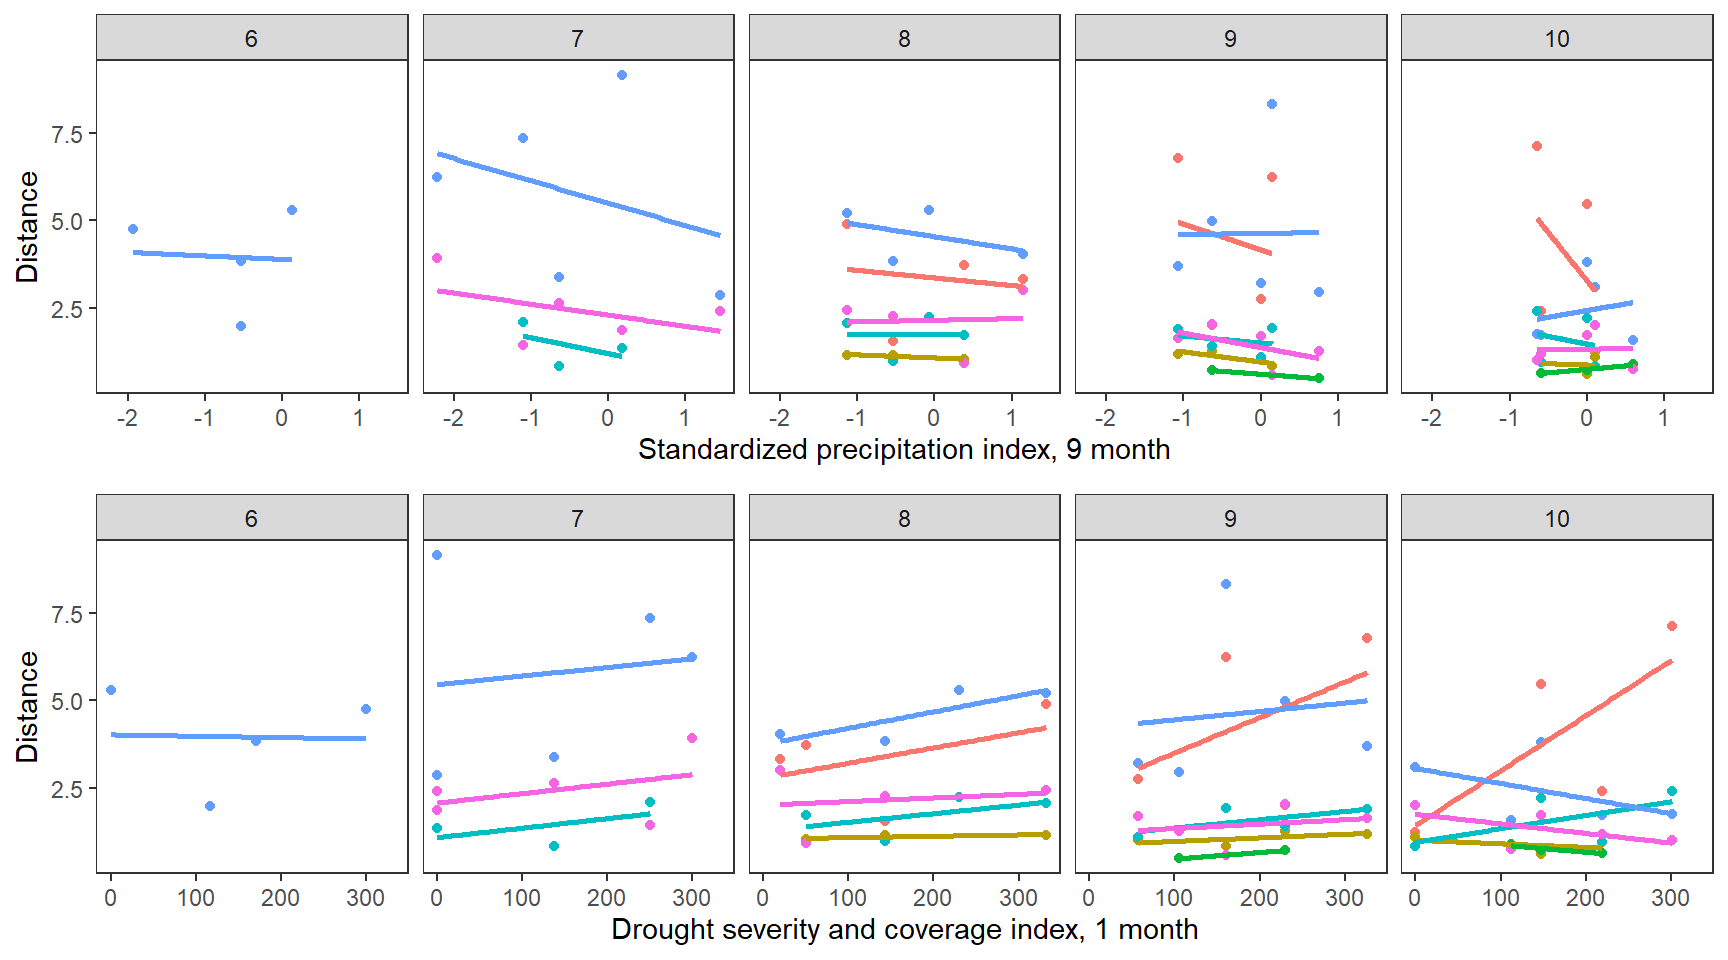 6 7 8 9 10
7.5
5.0
2.5
Distance
-2 -1 0 1 -2 -1 0 1 -2 -1 0 1 -2 -1 0 1 -2 -1 0 1
Standardized precipitation index, 9 month
6 7 8 9 10
7.5
5.0
2.5
Distance
0 100 200 300 0 100 200 300 0 100 200 300 0 100 200 300 0 100 200 300
Drought severity and coverage index, 1 month